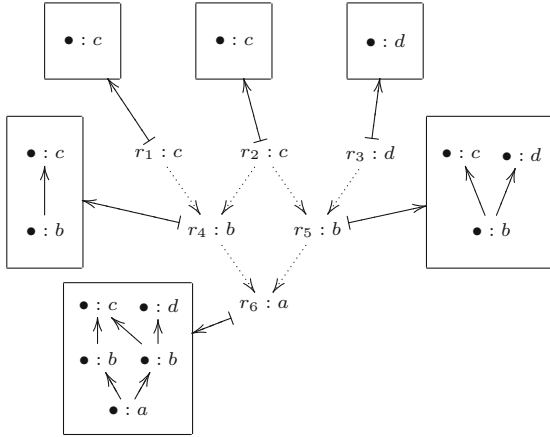 ● : c
● : c
● : d
● : c
r₁ : c
r₂ : c
r₃ : d
● : c
● : d
● : b
r₄ : b
r₅ : b
● : b
● : c
● : d
r₆ : a
● : b
● : b
● : a